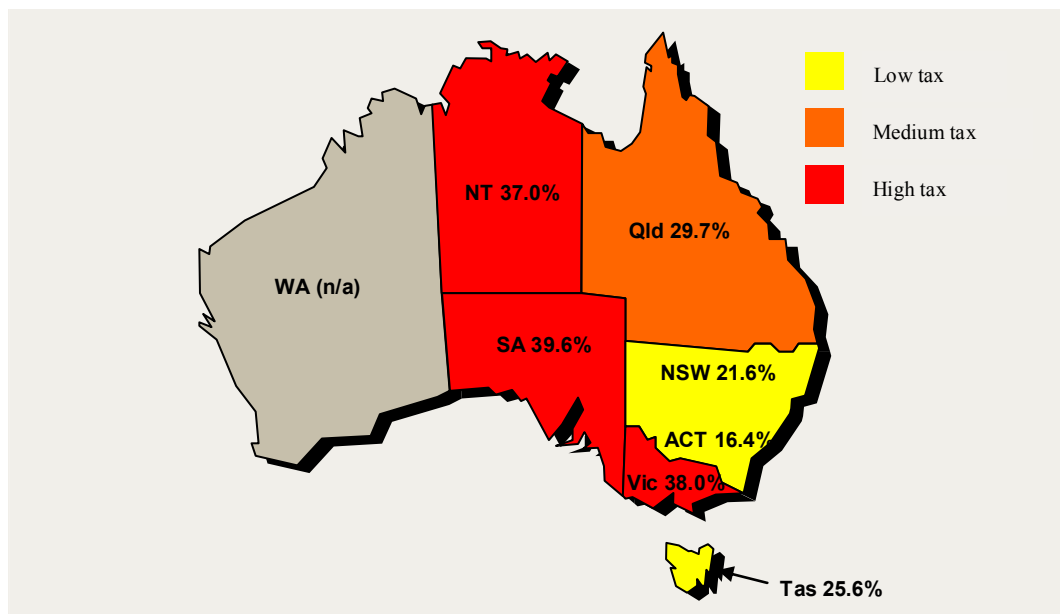 Low tax
Medium tax
High tax
NT 37.0%
Qld 29.7%
WA (n/a)
SA 39.6%
NSW 21.6%
ACT 16.4%
Vic 38.0%
Tas 25.6%